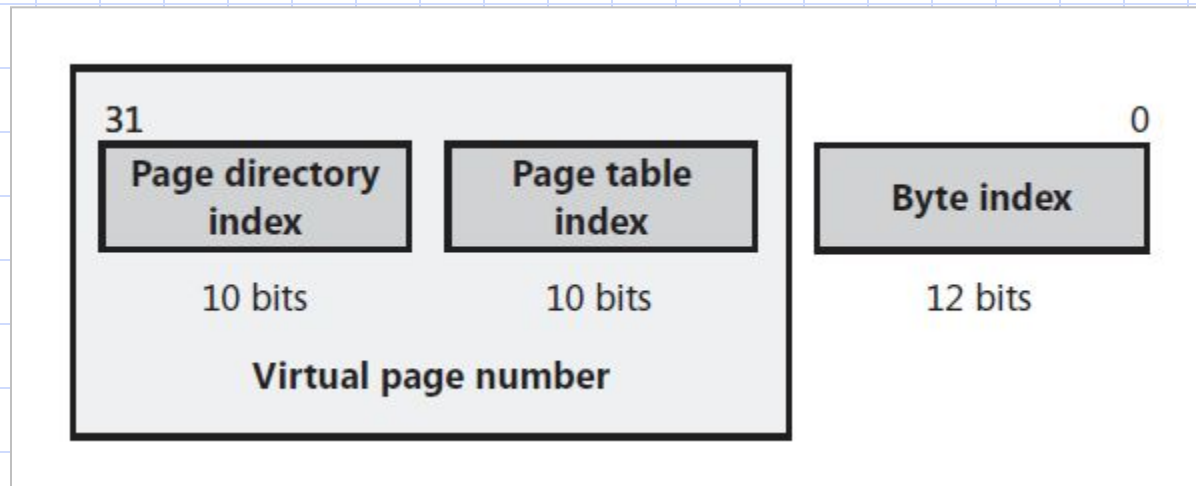 31
0
Page directory
index
Page table
index
Byte index
10 bits
10 bits
12 bits
Virtual page number